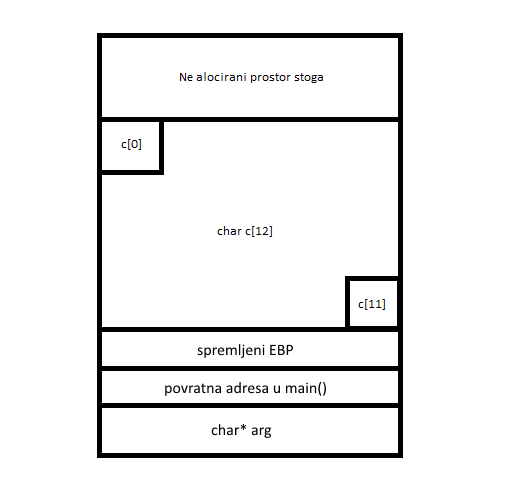 Ne alocirani prostor stoga
c[0]
char c[12]
c[11]
spremljeni EBP
povratna adresa u main()
char* arg